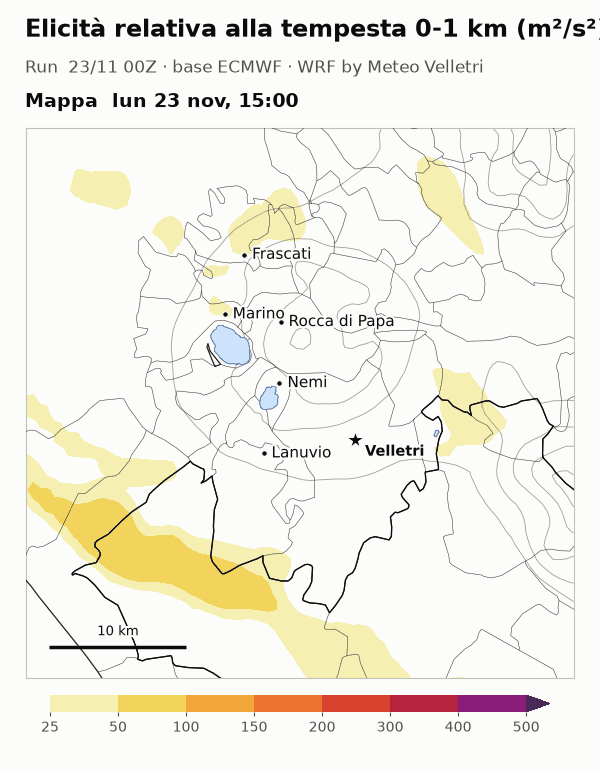 Elicità relativa alla tempesta 0-1 km (m²/s²)
Run 23/11 00Z · base ECMWF · WRF by Meteo Velletri
Mappa lun 23 nov, 15:00
Frascati
Marino
Rocca di Papa
Nemi
Velletri
Lanuvio
10 km
25 50 100 150 200 300 400 500